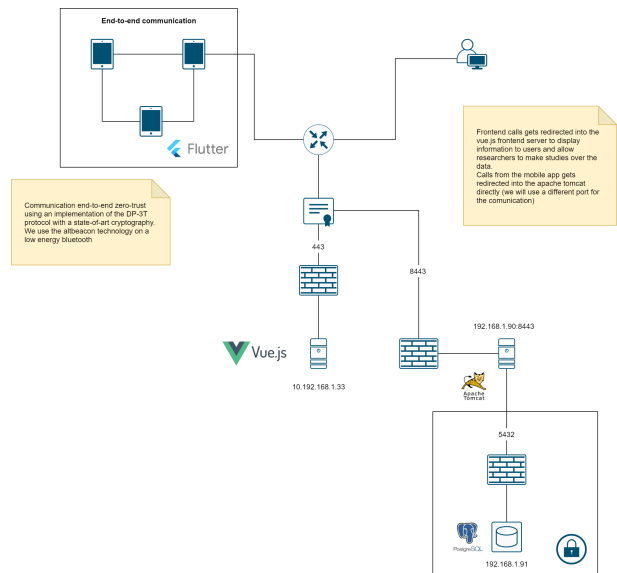 End-to-end communication
Flutter
Frontend calls gets redirected into the
vue.js frontend server to display
information to users and allow
researchers to make studies over the
data.
Calls from the mobile app gets
redirected into the apache tomcat
directly (we will use a different port for
the comunication)
Communication end-to-end zero-trust
using an implementation of the DP-3T
protocol with a state-of-art cryptography.
We use the altbeacon technology on a
low energy bluetooth
443
8443
192.168.1.90:8443
Vue.js
10.192.168.1.33
Apache
Tomcat
5432
PostgreSQL
192.168.1.91